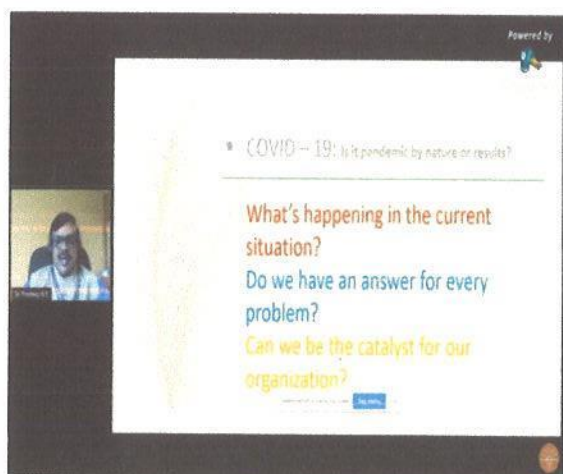 Powered by
COVID – 19: Is it pandemic by nature or results?
What's happening in the current
situation?
Do we have an answer for every
problem?
Can we be the catalyst for our
organization?